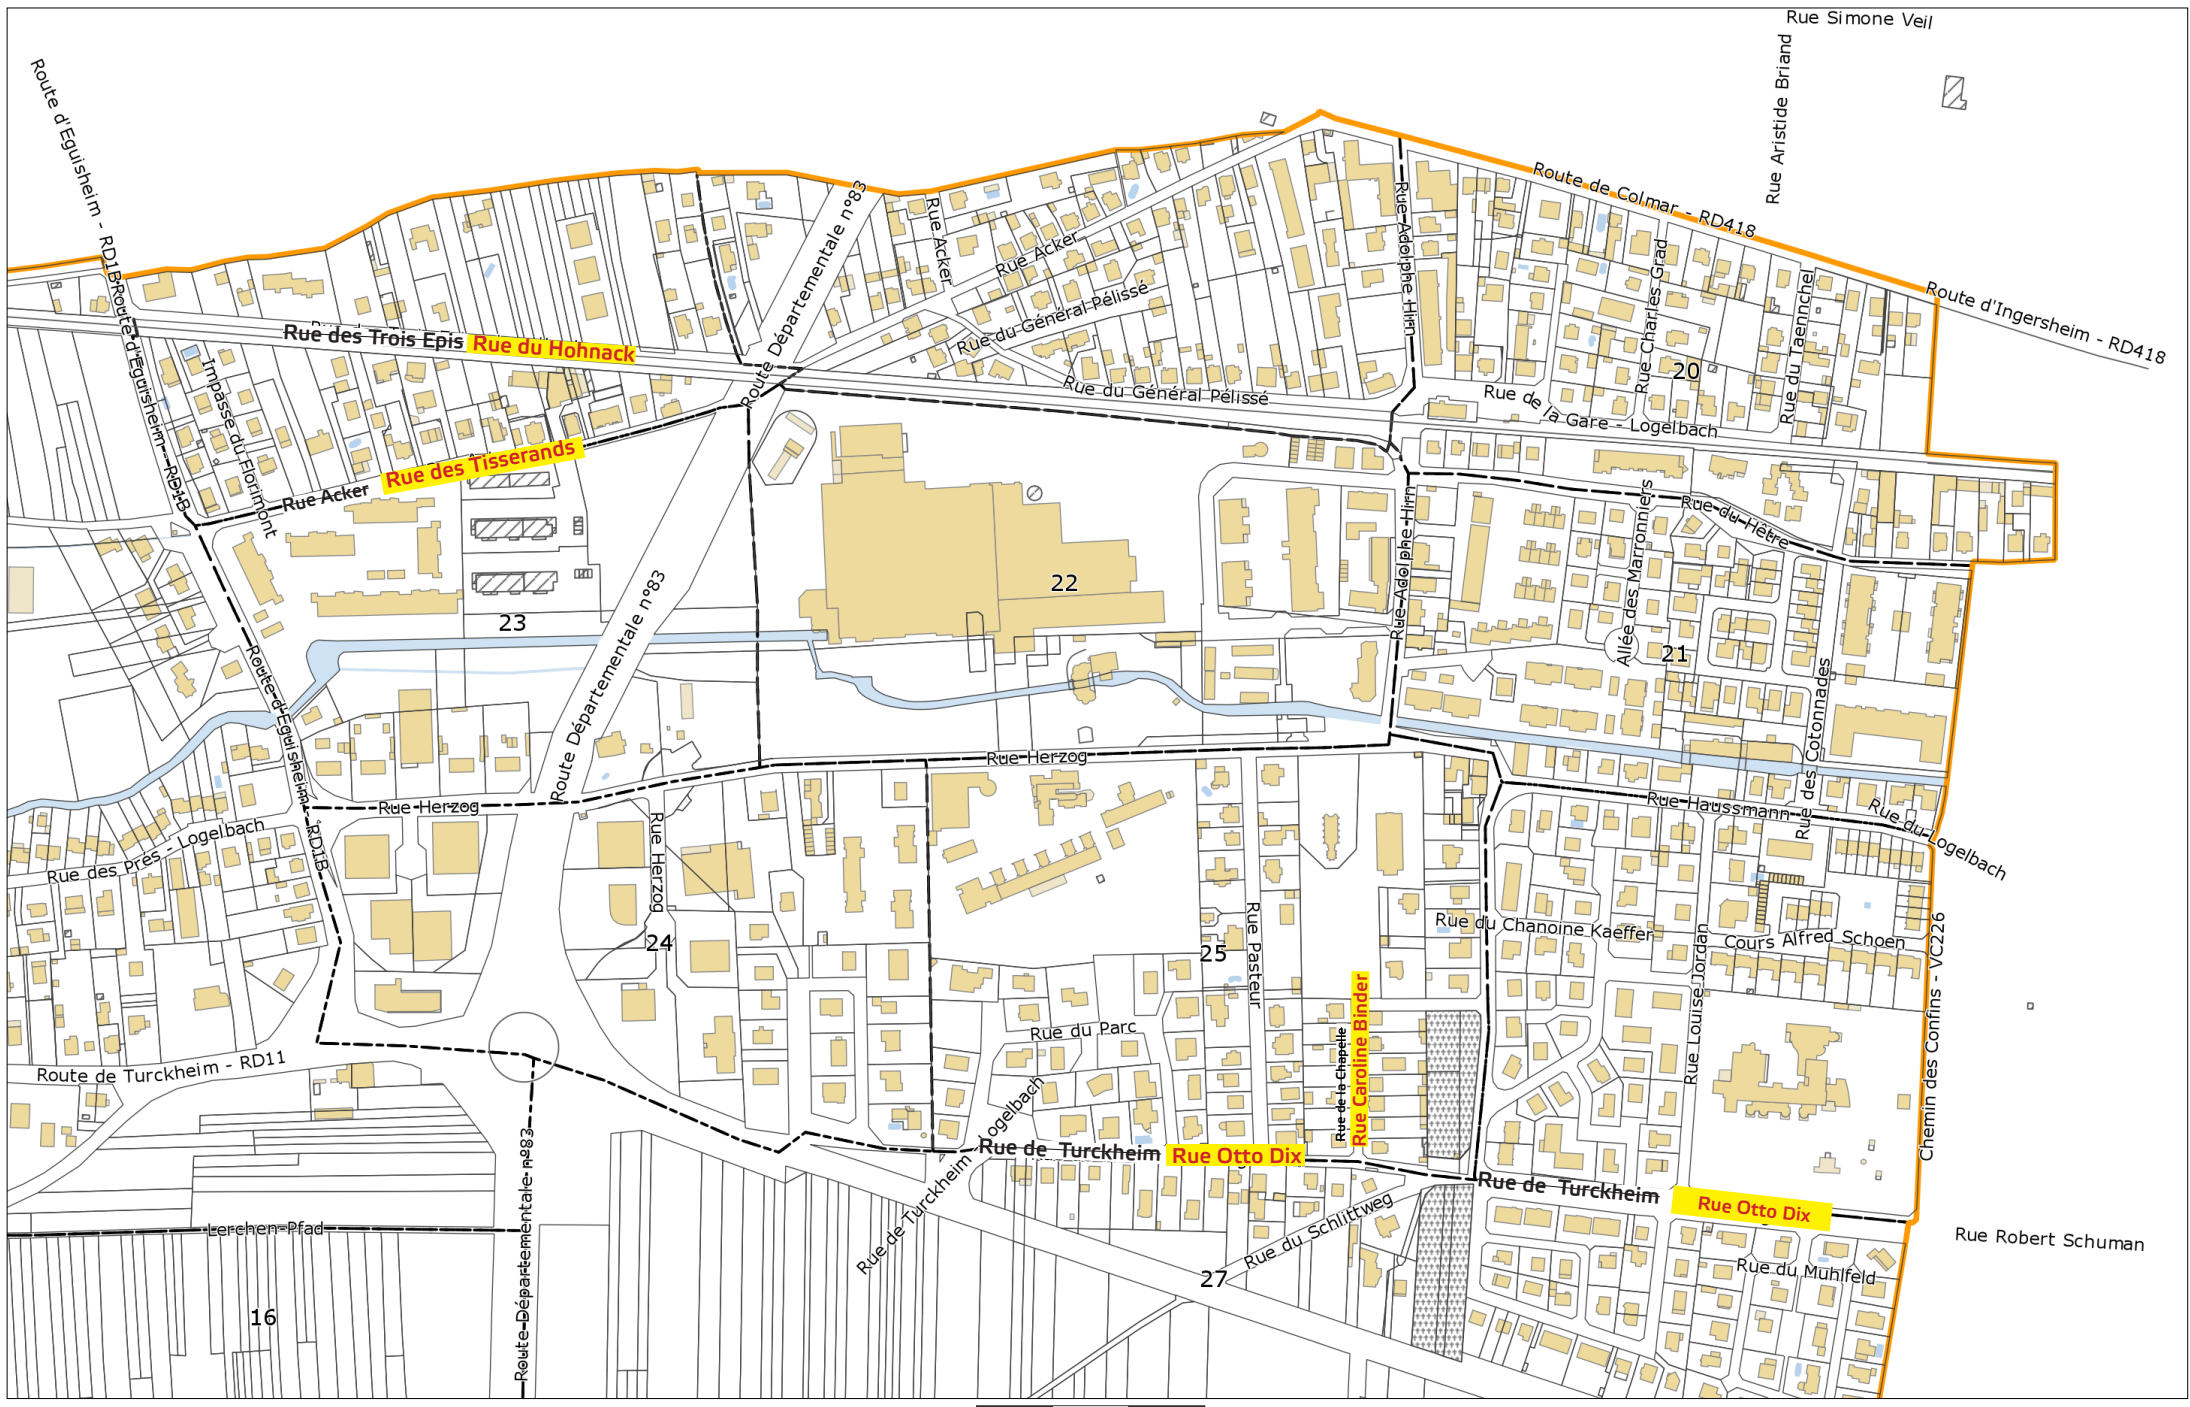 Rue Simone Veil
Rue Aristide Briand
Route d'Eguisheim - RD1B
Route de Colmar - RD418
Route d'Ingersheim - RD418
Route Départementale n°83
Rue Acker
Rue Acker
Rue Adolphe Hirn
Rue Charles Grad
Rue du Taennchel
Rue du Général Pélissé
Rue des Trois Epis Rue du Hohnack
Route d'Eguisheim - RD1B
Impasse du Florimont
Rue du Général Pélissé
20
Rue de la Gare - Logelbach
Rue Acker Rue des Tisserands
Rue du Hêtre
Allée des Marronniers
Rue Adolphe Hirn
22
23
21
Route Départementale n°83
Route d'Eguisheim
RD1B
Rue des Cotonnades
Rue Herzog
Rue Herzog
Rue Haussmann
Rue du Logelbach
Rue des Prés - Logelbach
Rue Herzog
24
25
Rue Pasteur
Rue du Chanoine Kaeffer
Cours Alfred Schoen
Rue Louise Jordan
Chemin des Confins - VC226
Rue du Parc
Rue de la Chapelle
Rue Caroline Binder
Route de Turckheim - RD11
Rue de Turckheim Rue Otto Dix
Rue de Turckheim - Logelbach
Rue de Turckheim Rue Otto Dix
Lerchen-Pfad
Route Départementale n°83
Rue du Schlittweg
Rue Robert Schuman
Rue du Muhlfeld
27
16